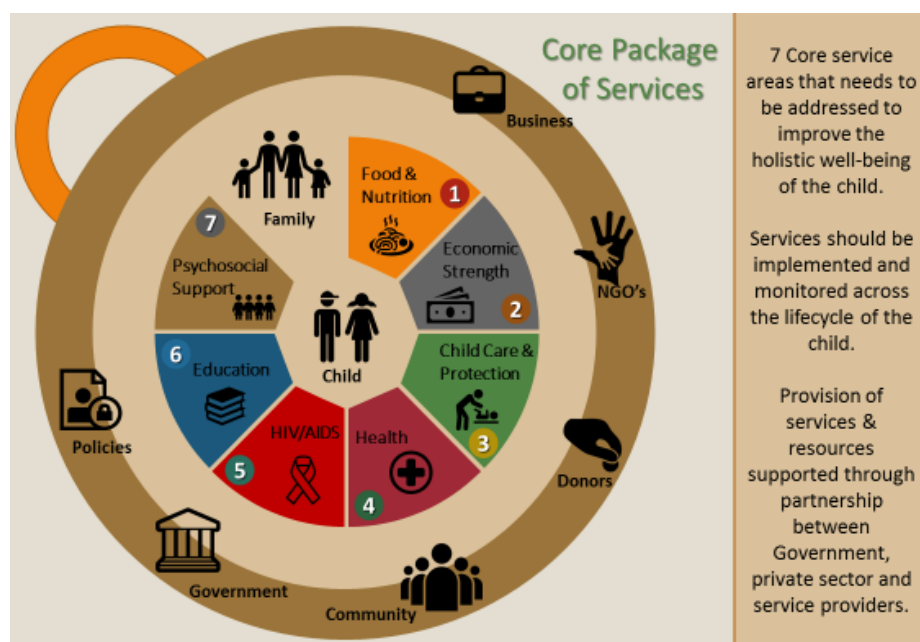 Core Package
of Services
Business
NGO's
Donors
Community
Government
Policies
Family
Child
Food &
Nutrition
1
Economic
Strength
2
Child Care &
Protection
3
Health
4
HIV/AIDS
5
Education
6
Psychosocial
Support
7
7 Core service
areas that needs to
be addressed to
improve the
holistic well-being
of the child.
Services should be
implemented and
monitored across
the lifecycle of the
child.
Provision of
services &
resources
supported through
partnership
between
Government,
private sector and
service providers.